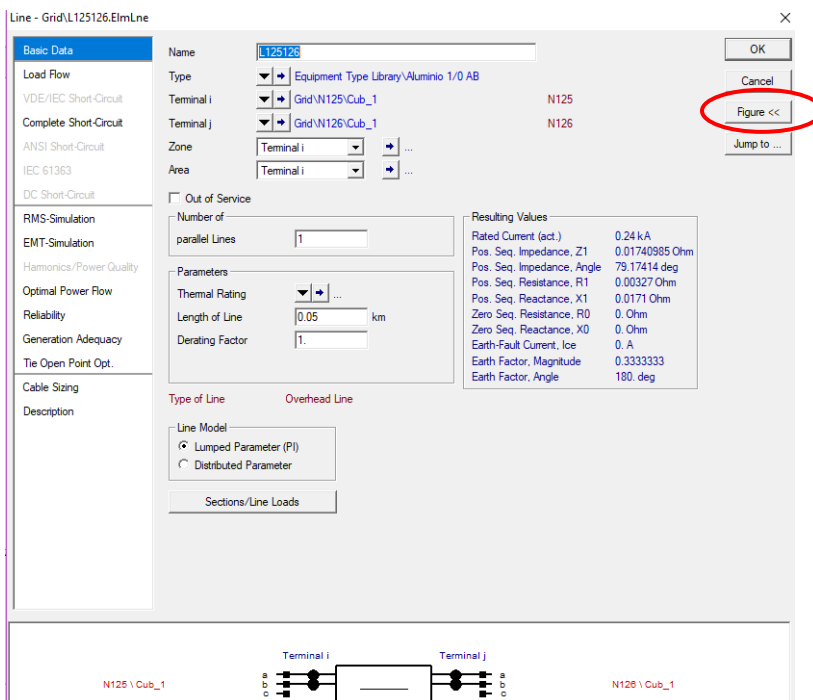 Line - Grid\L125126.ElmLne
Basic Data
Load Flow
VDE/IEC Short-Circuit
Complete Short-Circuit
ANSI Short-Circuit
IEC 61363
DC Short-Circuit
RMS-Simulation
EMT-Simulation
Harmonics/Power Quality
Optimal Power Flow
Reliability
Generation Adequacy
Tie Open Point Opt.
Cable Sizing
Description
Name L125126
Type Equipment Type Library\Aluminio 1/0 AB
Terminal i Grid\N125\Cub_1 N125
Terminal j Grid\N126\Cub_1 N126
Zone Terminal i ...
Area Terminal i ...
Out of Service
Number of
parallel Lines 1
Parameters
Thermal Rating ...
Length of Line 0.05 km
Derating Factor 1.
Resulting Values
Rated Current (act.) 0.24 kA
Pos. Seq. Impedance, Z1 0.01740985 Ohm
Pos. Seq. Impedance, Angle 79.17414 deg
Pos. Seq. Resistance, R1 0.00327 Ohm
Pos. Seq. Reactance, X1 0.0171 Ohm
Zero Seq. Resistance, R0 0. Ohm
Zero Seq. Reactance, X0 0. Ohm
Earth-Fault Current, Ice 0. A
Earth Factor, Magnitude 0.3333333
Earth Factor, Angle 180. deg
Type of Line Overhead Line
Line Model
Lumped Parameter (PI)
Distributed Parameter
Sections/Line Loads
OK
Cancel
Figure <<
Jump to ...
Terminal i Terminal j
a a
N125 \ Cub_1 b b N126 \ Cub_1
c c